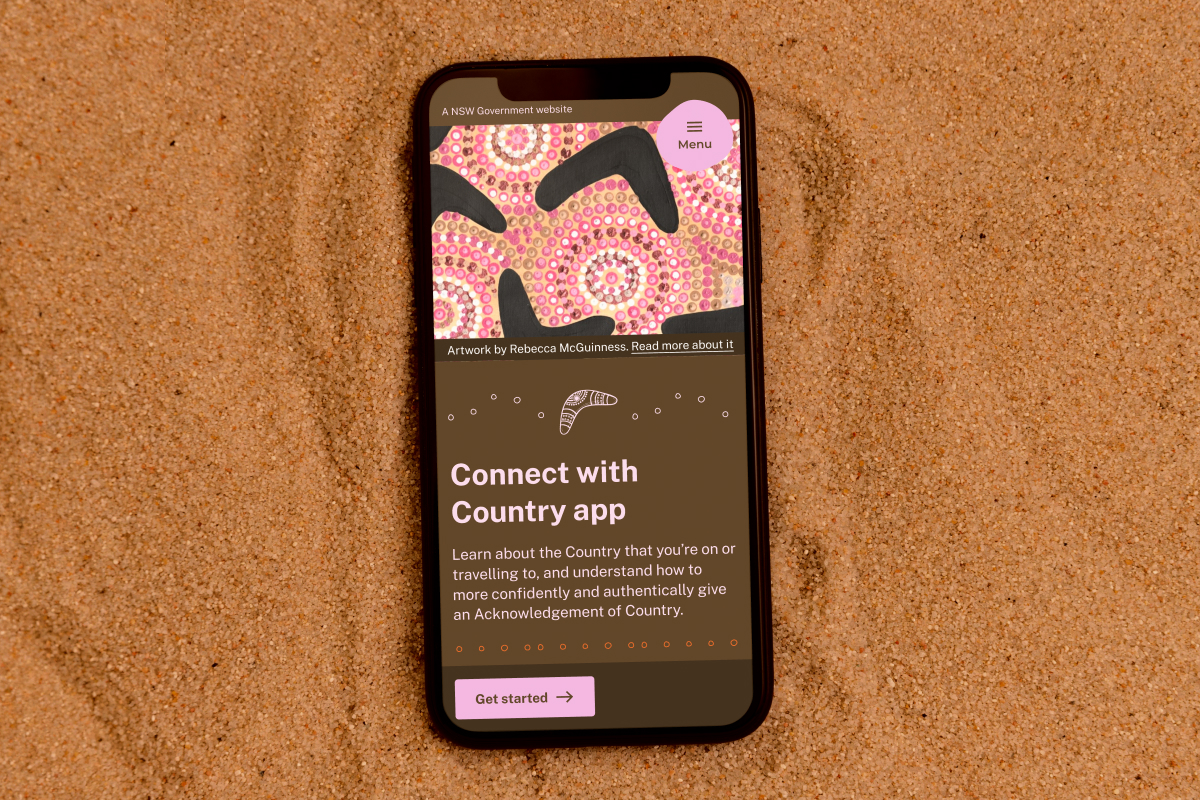 A NSW Government website
Menu
Artwork by Rebecca McGuinness. Read more about it
Connect with
Country app
Learn about the Country that you're on or
travelling to, and understand how to
more confidently and authentically give
an Acknowledgement of Country.
Get started